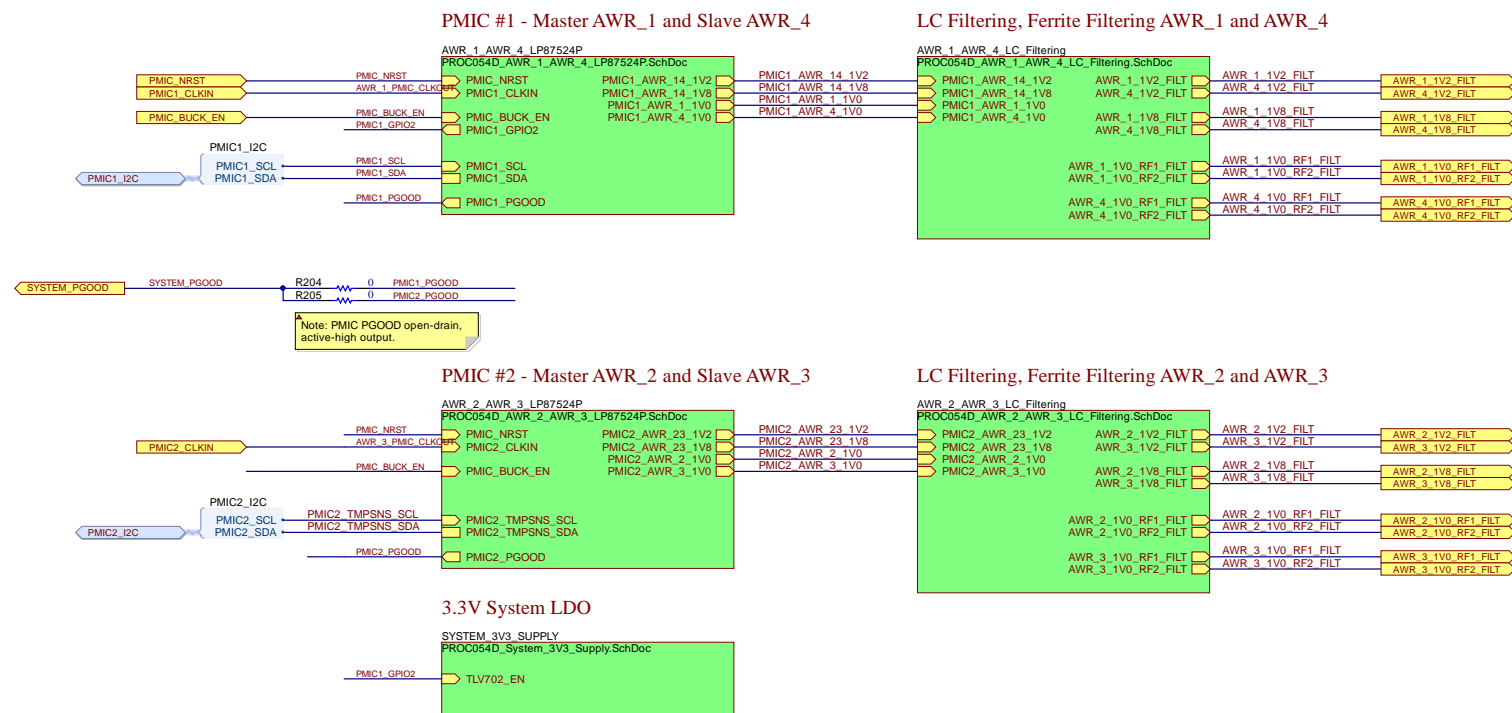 PMIC #1 - Master AWR_1 and Slave AWR_4
LC Filtering, Ferrite Filtering AWR_1 and AWR_4
AWR_1_AWR_4_LP87524P
PROC054D_AWR_1_AWR_4_LP87524P.SchDoc
AWR_1_AWR_4_LC_Filtering
PROC054D_AWR_1_AWR_4_LC_Filtering.SchDoc
PMIC_NRST PMIC_NRST PMIC_NRST PMIC1_AWR_14_1V2 PMIC1_AWR_14_1V2 PMIC1_AWR_14_1V2 AWR_1_1V2_FILT AWR_1_1V2_FILT AWR_1_1V2_FILT
PMIC1_CLKIN AWR_1_PMIC_CLKOUT PMIC1_CLKIN PMIC1_AWR_14_1V8 PMIC1_AWR_14_1V8 PMIC1_AWR_14_1V8 AWR_4_1V2_FILT AWR_4_1V2_FILT AWR_4_1V2_FILT
PMIC1_AWR_1_1V0 PMIC1_AWR_1_1V0 PMIC1_AWR_1_1V0
PMIC_BUCK_EN PMIC_BUCK_EN PMIC_BUCK_EN PMIC1_AWR_4_1V0 PMIC1_AWR_4_1V0 PMIC1_AWR_4_1V0 AWR_1_1V8_FILT AWR_1_1V8_FILT AWR_1_1V8_FILT
PMIC1_GPIO2 PMIC1_GPIO2 AWR_4_1V8_FILT AWR_4_1V8_FILT AWR_4_1V8_FILT
PMIC1_I2C
PMIC1_SCL PMIC1_SCL PMIC1_SCL AWR_1_1V0_RF1_FILT AWR_1_1V0_RF1_FILT AWR_1_1V0_RF1_FILT
PMIC1_I2C PMIC1_SDA PMIC1_SDA PMIC1_SDA AWR_1_1V0_RF2_FILT AWR_1_1V0_RF2_FILT AWR_1_1V0_RF2_FILT
PMIC1_PGOOD PMIC1_PGOOD AWR_4_1V0_RF1_FILT AWR_4_1V0_RF1_FILT AWR_4_1V0_RF1_FILT
AWR_4_1V0_RF2_FILT AWR_4_1V0_RF2_FILT AWR_4_1V0_RF2_FILT
SYSTEM_PGOOD SYSTEM_PGOOD R204 0 PMIC1_PGOOD
R205 0 PMIC2_PGOOD
Note: PMIC PGOOD open-drain,
active-high output.
PMIC #2 - Master AWR_2 and Slave AWR_3
LC Filtering, Ferrite Filtering AWR_2 and AWR_3
AWR_2_AWR_3_LP87524P
PROC054D_AWR_2_AWR_3_LP87524P.SchDoc
AWR_2_AWR_3_LC_Filtering
PROC054D_AWR_2_AWR_3_LC_Filtering.SchDoc
PMIC_NRST PMIC_NRST PMIC2_AWR_23_1V2 PMIC2_AWR_23_1V2 PMIC2_AWR_23_1V2 AWR_2_1V2_FILT AWR_2_1V2_FILT AWR_2_1V2_FILT
PMIC2_CLKIN AWR_3_PMIC_CLKOUT PMIC2_CLKIN PMIC2_AWR_23_1V8 PMIC2_AWR_23_1V8 PMIC2_AWR_23_1V8 AWR_3_1V2_FILT AWR_3_1V2_FILT AWR_3_1V2_FILT
PMIC2_AWR_2_1V0 PMIC2_AWR_2_1V0 PMIC2_AWR_2_1V0
PMIC_BUCK_EN PMIC_BUCK_EN PMIC2_AWR_3_1V0 PMIC2_AWR_3_1V0 PMIC2_AWR_3_1V0 AWR_2_1V8_FILT AWR_2_1V8_FILT AWR_2_1V8_FILT
AWR_3_1V8_FILT AWR_3_1V8_FILT AWR_3_1V8_FILT
PMIC2_I2C
PMIC2_SCL PMIC2_TMPSNS_SCL PMIC2_TMPSNS_SCL AWR_2_1V0_RF1_FILT AWR_2_1V0_RF1_FILT AWR_2_1V0_RF1_FILT
PMIC2_I2C PMIC2_SDA PMIC2_TMPSNS_SDA PMIC2_TMPSNS_SDA AWR_2_1V0_RF2_FILT AWR_2_1V0_RF2_FILT AWR_2_1V0_RF2_FILT
PMIC2_PGOOD PMIC2_PGOOD AWR_3_1V0_RF1_FILT AWR_3_1V0_RF1_FILT AWR_3_1V0_RF1_FILT
AWR_3_1V0_RF2_FILT AWR_3_1V0_RF2_FILT AWR_3_1V0_RF2_FILT
3.3V System LDO
SYSTEM_3V3_SUPPLY
PROC054D_System_3V3_Supply.SchDoc
PMIC1_GPIO2 TLV702_EN